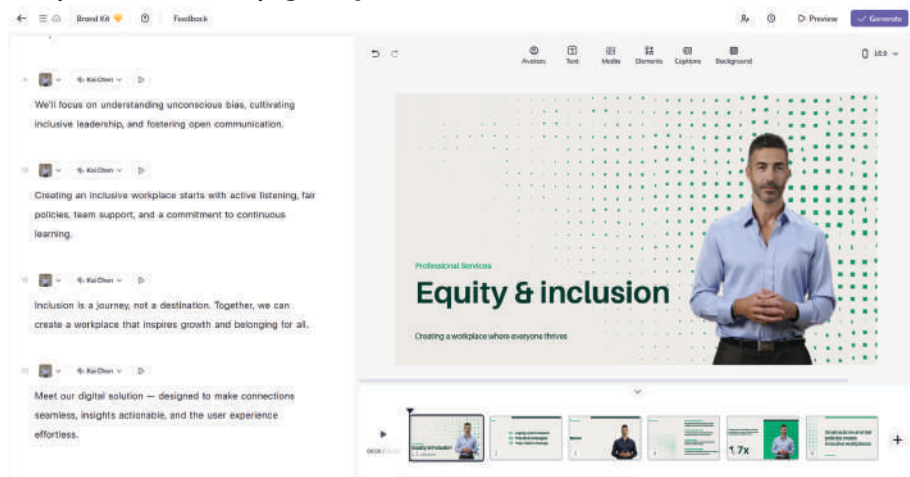 Brand Kit
Feedback
Preview
Generate
Kai Chen
We'll focus on understanding unconscious bias, cultivating
inclusive leadership, and fostering open communication.
Kai Chen
Creating an inclusive workplace starts with active listening, fair
policies, team support, and a commitment to continuous
learning.
Kai Chen
Inclusion is a journey, not a destination. Together, we can
create a workplace that inspires growth and belonging for all.
Kai Chen
Meet our digital solution — designed to make connections
seamless, insights actionable, and the user experience
effortless.
Avatars
Text
Media
Elements
Captions
Background
16:9
Professional Services
Equity & inclusion
Creating a workplace where everyone thrives
Equity & inclusion
1.7x